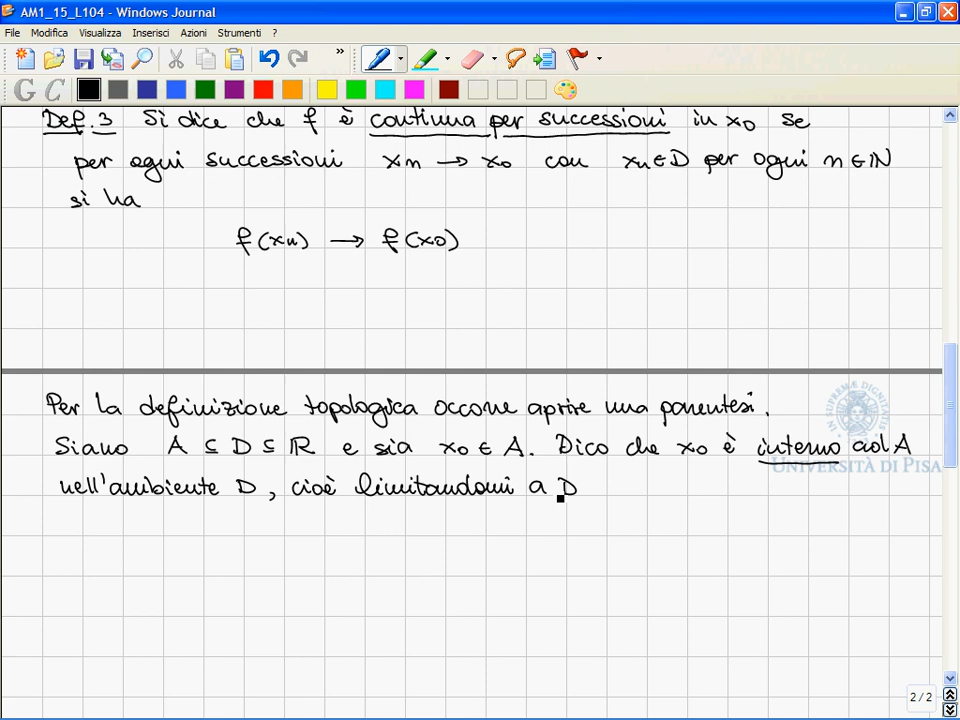 AM1_15_L104 - Windows Journal
File Modifica Visualizza Inserisci Azioni Strumenti ?
» G C
Def. 3 Si dice che f è continua per successioni in x0 se
per ogni successioni xn → x0 con xn ∈ D per ogni n ∈ ℕ
si ha
f(xn) → f(x0)
Per la definizione topologica occorre aprire una parentesi.
Siano A ⊆ D ⊆ ℝ e sia x0 ∈ A. Dico che x0 è interno ad A
nell'ambiente D, cioè limitandomi a D
IN SUPREMÆ DIGNITATIS
UNIVERSITÀ DI PISA
2 / 2